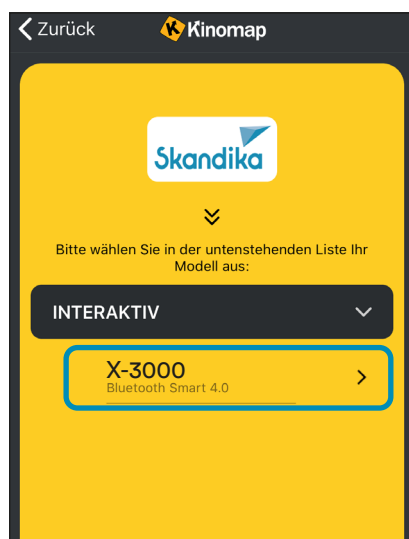 Zurück
Kinomap
Skandika
Bitte wählen Sie in der untenstehenden Liste Ihr
Modell aus:
INTERAKTIV
X-3000
Bluetooth Smart 4.0